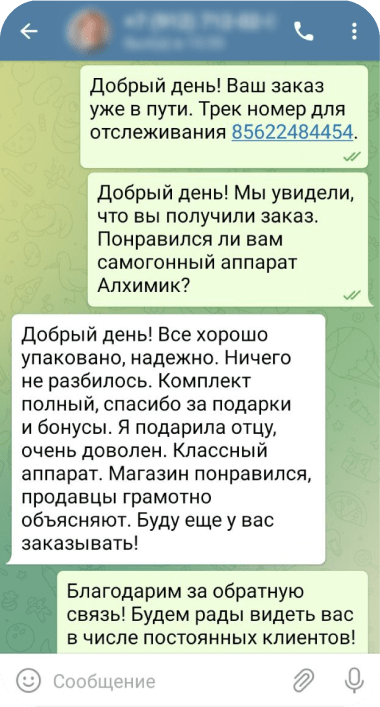 Добрый день! Ваш заказ
уже в пути. Трек номер для
отслеживания 85622484454.
Добрый день! Мы увидели,
что вы получили заказ.
Понравился ли вам
самогонный аппарат
Алхимик?
Добрый день! Все хорошо
упаковано, надежно. Ничего
не разбилось. Комплект
полный, спасибо за подарки
и бонусы. Я подарила отцу,
очень доволен. Классный
аппарат. Магазин понравился,
продавцы грамотно
объясняют. Буду еще у вас
заказывать!
Благодарим за обратную
связь! Будем рады видеть вас
в числе постоянных клиентов!
Сообщение